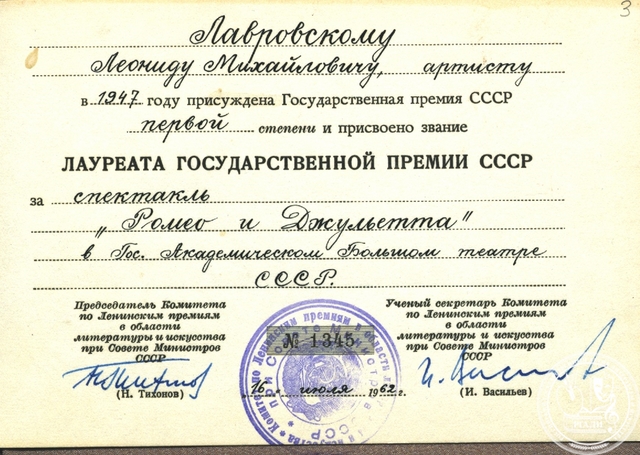 3
Лавровскому
Леониду Михайловичу, артисту
в 1947 году присуждена Государственная премия СССР
первой степени и присвоено звание
ЛАУРЕАТА ГОСУДАРСТВЕННОЙ ПРЕМИИ СССР
за спектакль
„Ромео и Джульетта"
в Гос. Академическом Большом театре
СССР.
Председатель Комитета
по Ленинским премиям
в области
литературы и искусства
при Совете Министров
СССР
(Н. Тихонов)
№ 1345
16 июля 1962 г.
Ученый секретарь Комитета
по Ленинским премиям
в области
литературы и искусства
при Совете Министров
СССР
(И. Васильев)